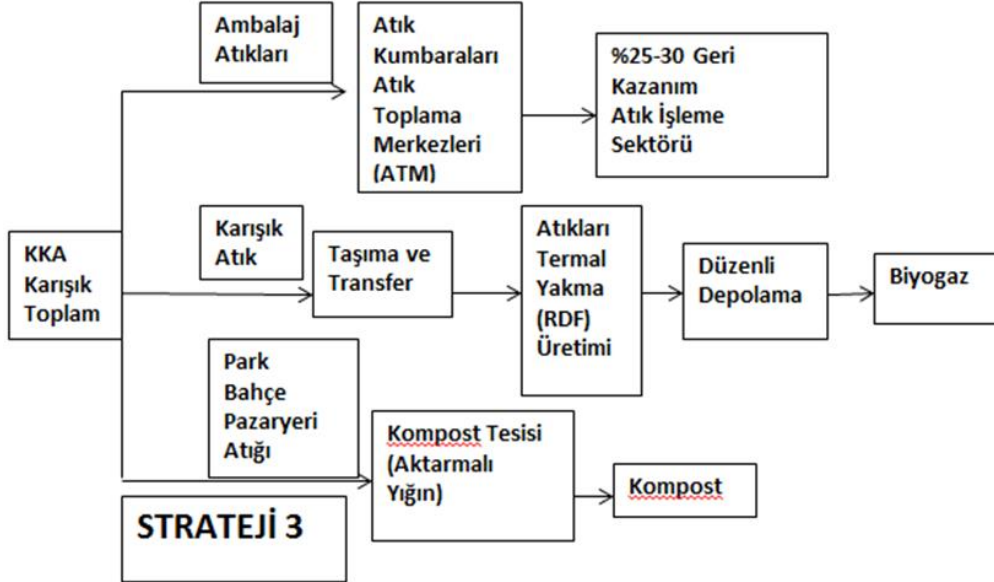 Ambalaj
Atıkları
Atık
Kumbaraları
Atık
Toplama
Merkezleri
(ATM)
%25-30 Geri
Kazanım
Atık İşleme
Sektörü
KKA
Karışık
Toplam
Karışık
Atık
Taşıma ve
Transfer
Atıkları
Termal
Yakma
(RDF)
Üretimi
Düzenli
Depolama
Biyogaz
Park
Bahçe
Pazaryeri
Atığı
Kompost Tesisi
(Aktarmalı
Yığın)
Kompost
STRATEJİ 3